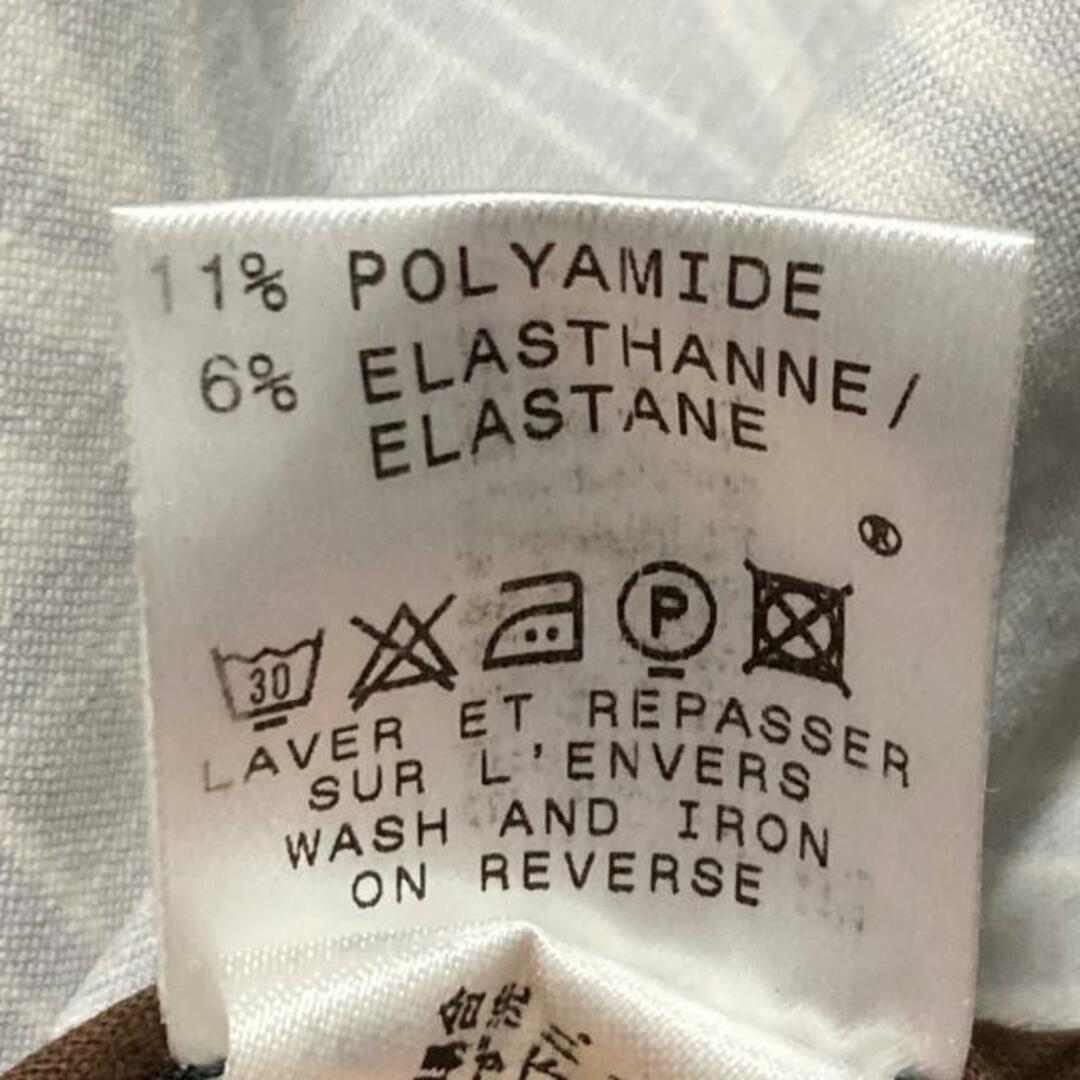 11% POLYAMIDE
6% ELASTHANNE/
ELASTANE
®
30 P
LAVER ET REPASSER
SUR L'ENVERS
WASH AND IRON
ON REVERSE